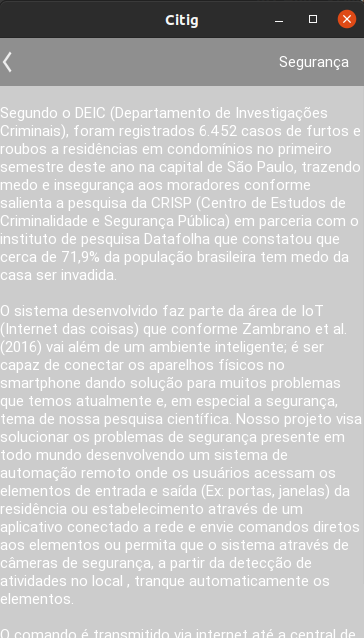 Citig
Segurança
Segundo o DEIC (Departamento de Investigações
Criminais), foram registrados 6.452 casos de furtos e
roubos a residências em condomínios no primeiro
semestre deste ano na capital de São Paulo, trazendo
medo e insegurança aos moradores conforme
salienta a pesquisa da CRISP (Centro de Estudos de
Criminalidade e Segurança Pública) em parceria com o
instituto de pesquisa Datafolha que constatou que
cerca de 71,9% da população brasileira tem medo da
casa ser invadida.
O sistema desenvolvido faz parte da área de IoT
(Internet das coisas) que conforme Zambrano et al.
(2016) vai além de um ambiente inteligente; é ser
capaz de conectar os aparelhos físicos no
smartphone dando solução para muitos problemas
que temos atualmente e, em especial a segurança,
tema de nossa pesquisa científica. Nosso projeto visa
solucionar os problemas de segurança presente em
todo mundo desenvolvendo um sistema de
automação remoto onde os usuários acessam os
elementos de entrada e saída (Ex: portas, janelas) da
residência ou estabelecimento através de um
aplicativo conectado a rede e envie comandos diretos
aos elementos ou permita que o sistema através de
câmeras de segurança, a partir da detecção de
atividades no local , tranque automaticamente os
elementos.
O comando é transmitido via internet até a central de